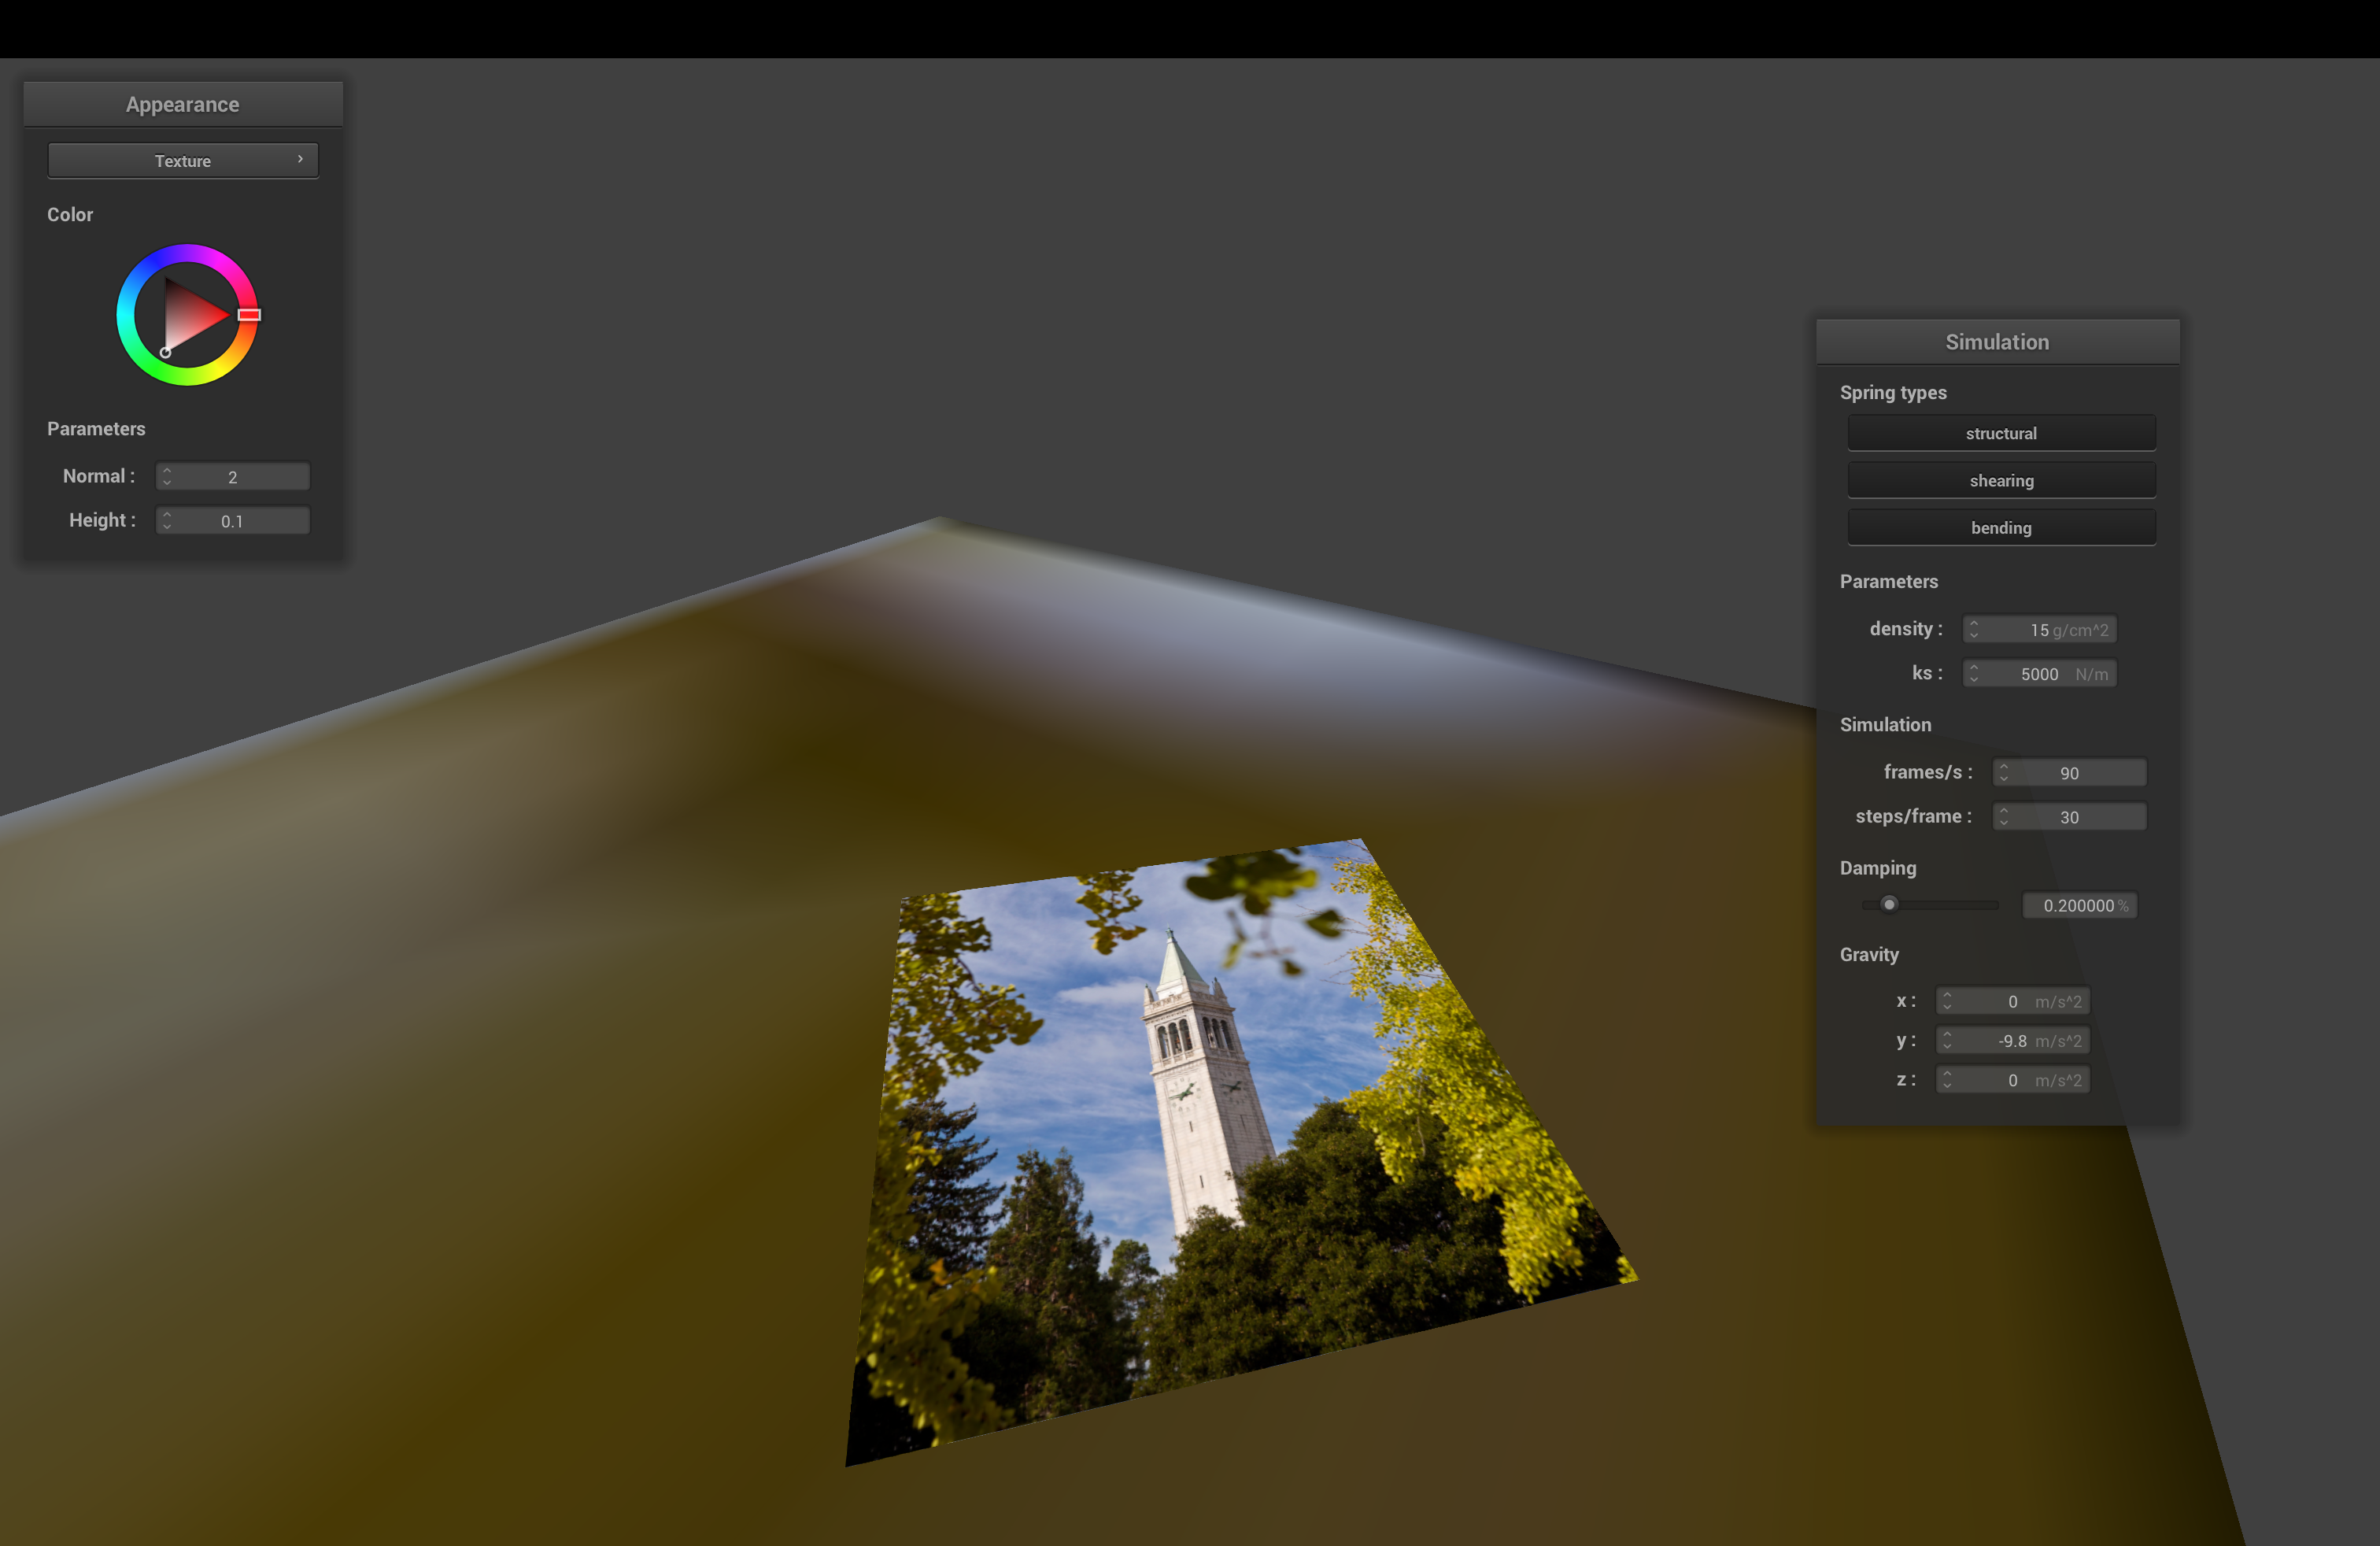 Appearance
Texture
Color
Parameters
Normal : 2
Height : 0.1
Simulation
Spring types
structural
shearing
bending
Parameters
density : 15 g/cm^2
ks : 5000 N/m
Simulation
frames/s : 90
steps/frame : 30
Damping
0.200000 %
Gravity
x : 0 m/s^2
y : -9.8 m/s^2
z : 0 m/s^2